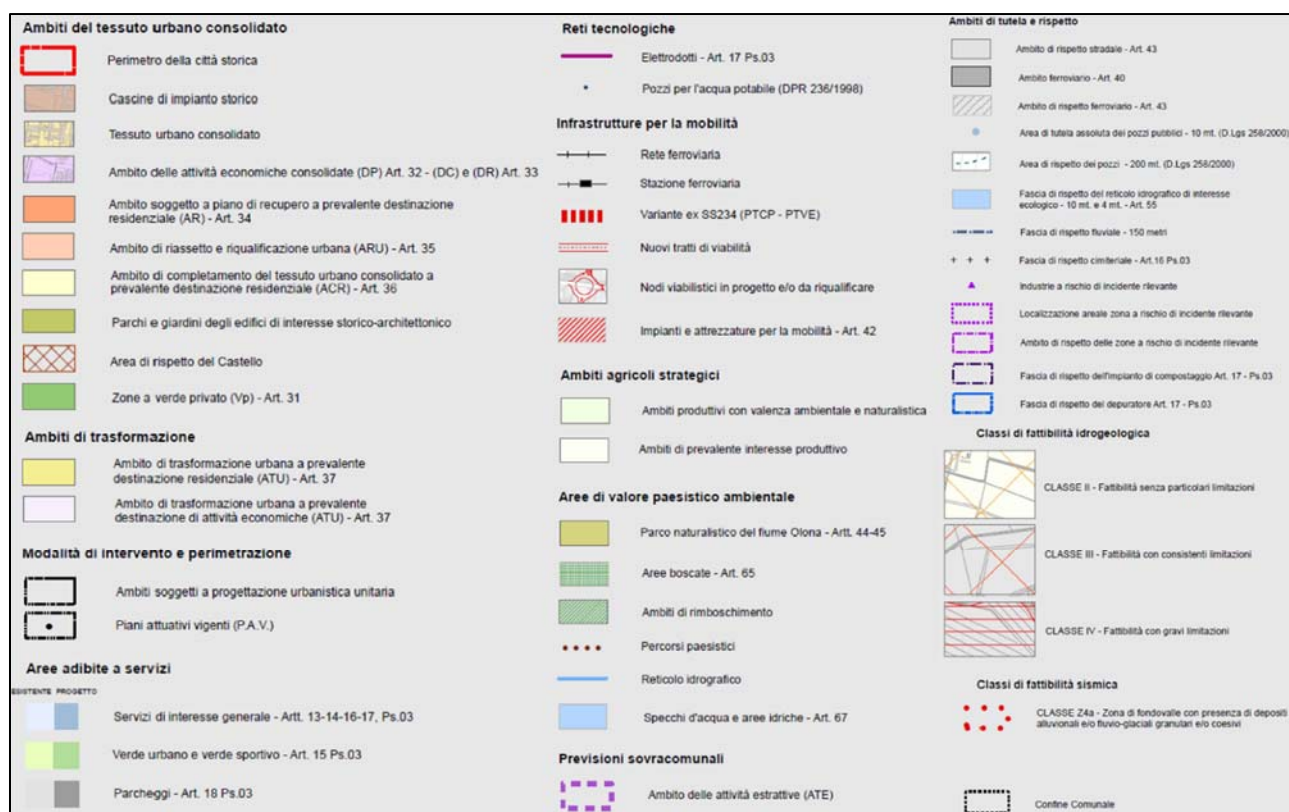 Ambiti del tessuto urbano consolidato
Perimetro della città storica
Cascine di impianto storico
Tessuto urbano consolidato
Ambito delle attività economiche consolidate (DP) Art. 32 - (DC) e (DR) Art. 33
Ambito soggetto a piano di recupero a prevalente destinazione
residenziale (AR) - Art. 34
Ambito di riassetto e riqualificazione urbana (ARU) - Art. 35
Ambito di completamento del tessuto urbano consolidato a
prevalente destinazione residenziale (ACR) - Art. 36
Parchi e giardini degli edifici di interesse storico-architettonico
Area di rispetto del Castello
Zone a verde privato (Vp) - Art. 31
Ambiti di trasformazione
Ambito di trasformazione urbana a prevalente
destinazione residenziale (ATU) - Art. 37
Ambito di trasformazione urbana a prevalente
destinazione di attività economiche (ATU) - Art. 37
Modalità di intervento e perimetrazione
Ambiti soggetti a progettazione urbanistica unitaria
Piani attuativi vigenti (P.A.V.)
Aree adibite a servizi
ESISTENTE PROGETTO
Servizi di interesse generale - Artt. 13-14-16-17, Ps.03
Verde urbano e verde sportivo - Art. 15 Ps.03
Parcheggi - Art. 18 Ps.03
Reti tecnologiche
Elettrodotti - Art. 17 Ps.03
Pozzi per l'acqua potabile (DPR 236/1998)
Infrastrutture per la mobilità
Rete ferroviaria
Stazione ferroviaria
Variante ex SS234 (PTCP - PTVE)
Nuovi tratti di viabilità
Nodi viabilistici in progetto e/o da riqualificare
Impianti e attrezzature per la mobilità - Art. 42
Ambiti agricoli strategici
Ambiti produttivi con valenza ambientale e naturalistica
Ambiti di prevalente interesse produttivo
Aree di valore paesistico ambientale
Parco naturalistico del fiume Olona - Artt. 44-45
Aree boscate - Art. 65
Ambiti di rimboschimento
Percorsi paesistici
Reticolo idrografico
Specchi d'acqua e aree idriche - Art. 67
Previsioni sovracomunali
Ambito delle attività estrattive (ATE)
Ambiti di tutela e rispetto
Ambito di rispetto stradale - Art. 43
Ambito ferroviario - Art. 40
Ambito di rispetto ferroviario - Art. 43
Area di tutela assoluta dei pozzi pubblici - 10 mt. (D.Lgs 258/2000)
Area di rispetto dei pozzi - 200 mt. (D.Lgs 258/2000)
Fascia di rispetto del reticolo idrografico di interesse
ecologico - 10 mt. e 4 mt. - Art. 55
Fascia di rispetto fluviale - 150 metri
Fascia di rispetto cimiteriale - Art.16 Ps.03
Industrie a rischio di incidente rilevante
Localizzazione areale zona a rischio di incidente rilevante
Ambito di rispetto delle zone a rischio di incidente rilevante
Fascia di rispetto dell'impianto di compostaggio Art. 17 - Ps.03
Fascia di rispetto del depuratore Art. 17 - Ps.03
Classi di fattibilità idrogeologica
CLASSE II - Fattibilità senza particolari limitazioni
CLASSE III - Fattibilità con consistenti limitazioni
CLASSE IV - Fattibilità con gravi limitazioni
Classi di fattibilità sismica
CLASSE Z4a - Zona di fondovalle con presenza di depositi
alluvionali e/o fluvio-glaciali granulari e/o coesivi
Confine Comunale